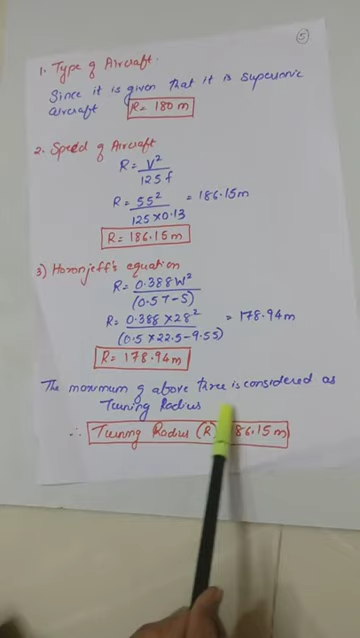 5
1. Type of Aircraft.
Since it is given that it is supersonic
aircraft R = 180 m
2. Speed of Aircraft
R = V²
125 f
R = 55² = 186.15m
125 × 0.13
R = 186.15 m
3) Horonjeff's equation
R = 0.388 W²
(0.5T - S)
R = 0.388 × 28² = 178.94 m
(0.5 × 22.5 - 9.55)
R = 178.94 m
The maximum of above three is considered as
Turning Radius
∴ Turning Radius (R) 186.15 m